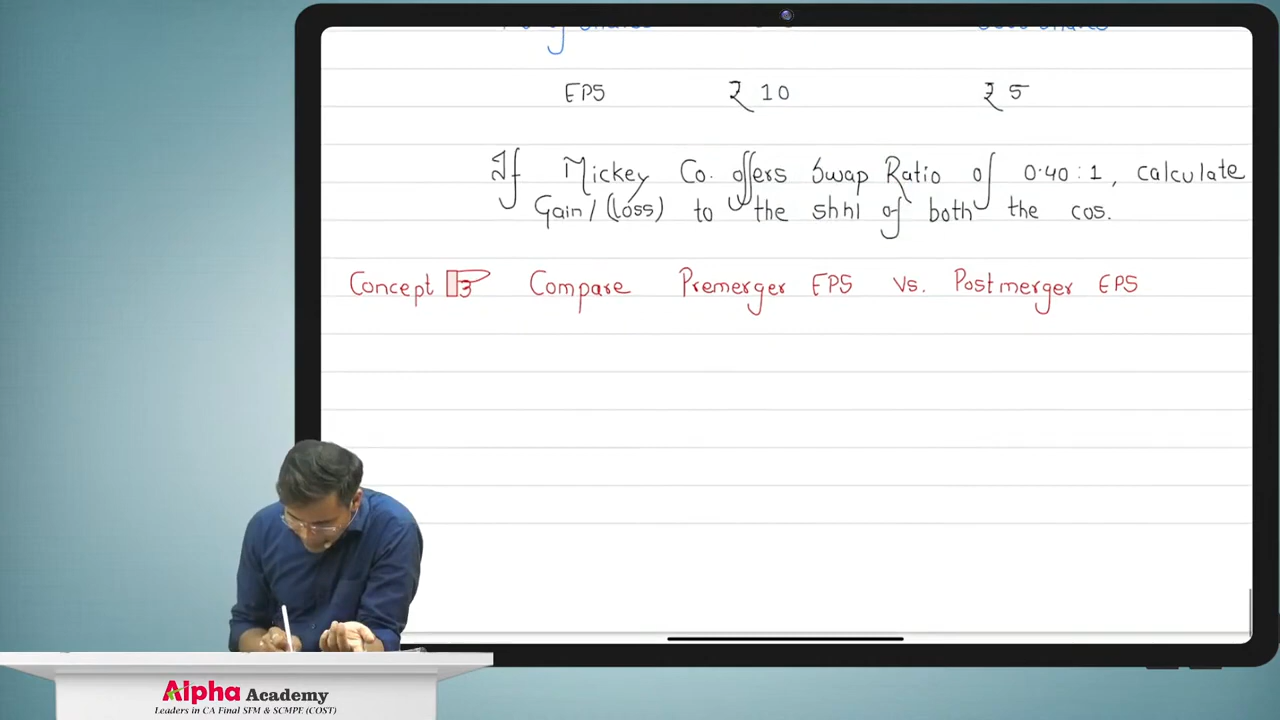 EPS ₹ 10 ₹ 5
If Mickey Co. offers Swap Ratio of 0.40 : 1, calculate
Gain / (Loss) to the shhl of both the cos.
Concept Compare Premerger EPS Vs. Postmerger EPS
Alpha Academy
Leaders in CA Final SFM & SCMPE (COST)